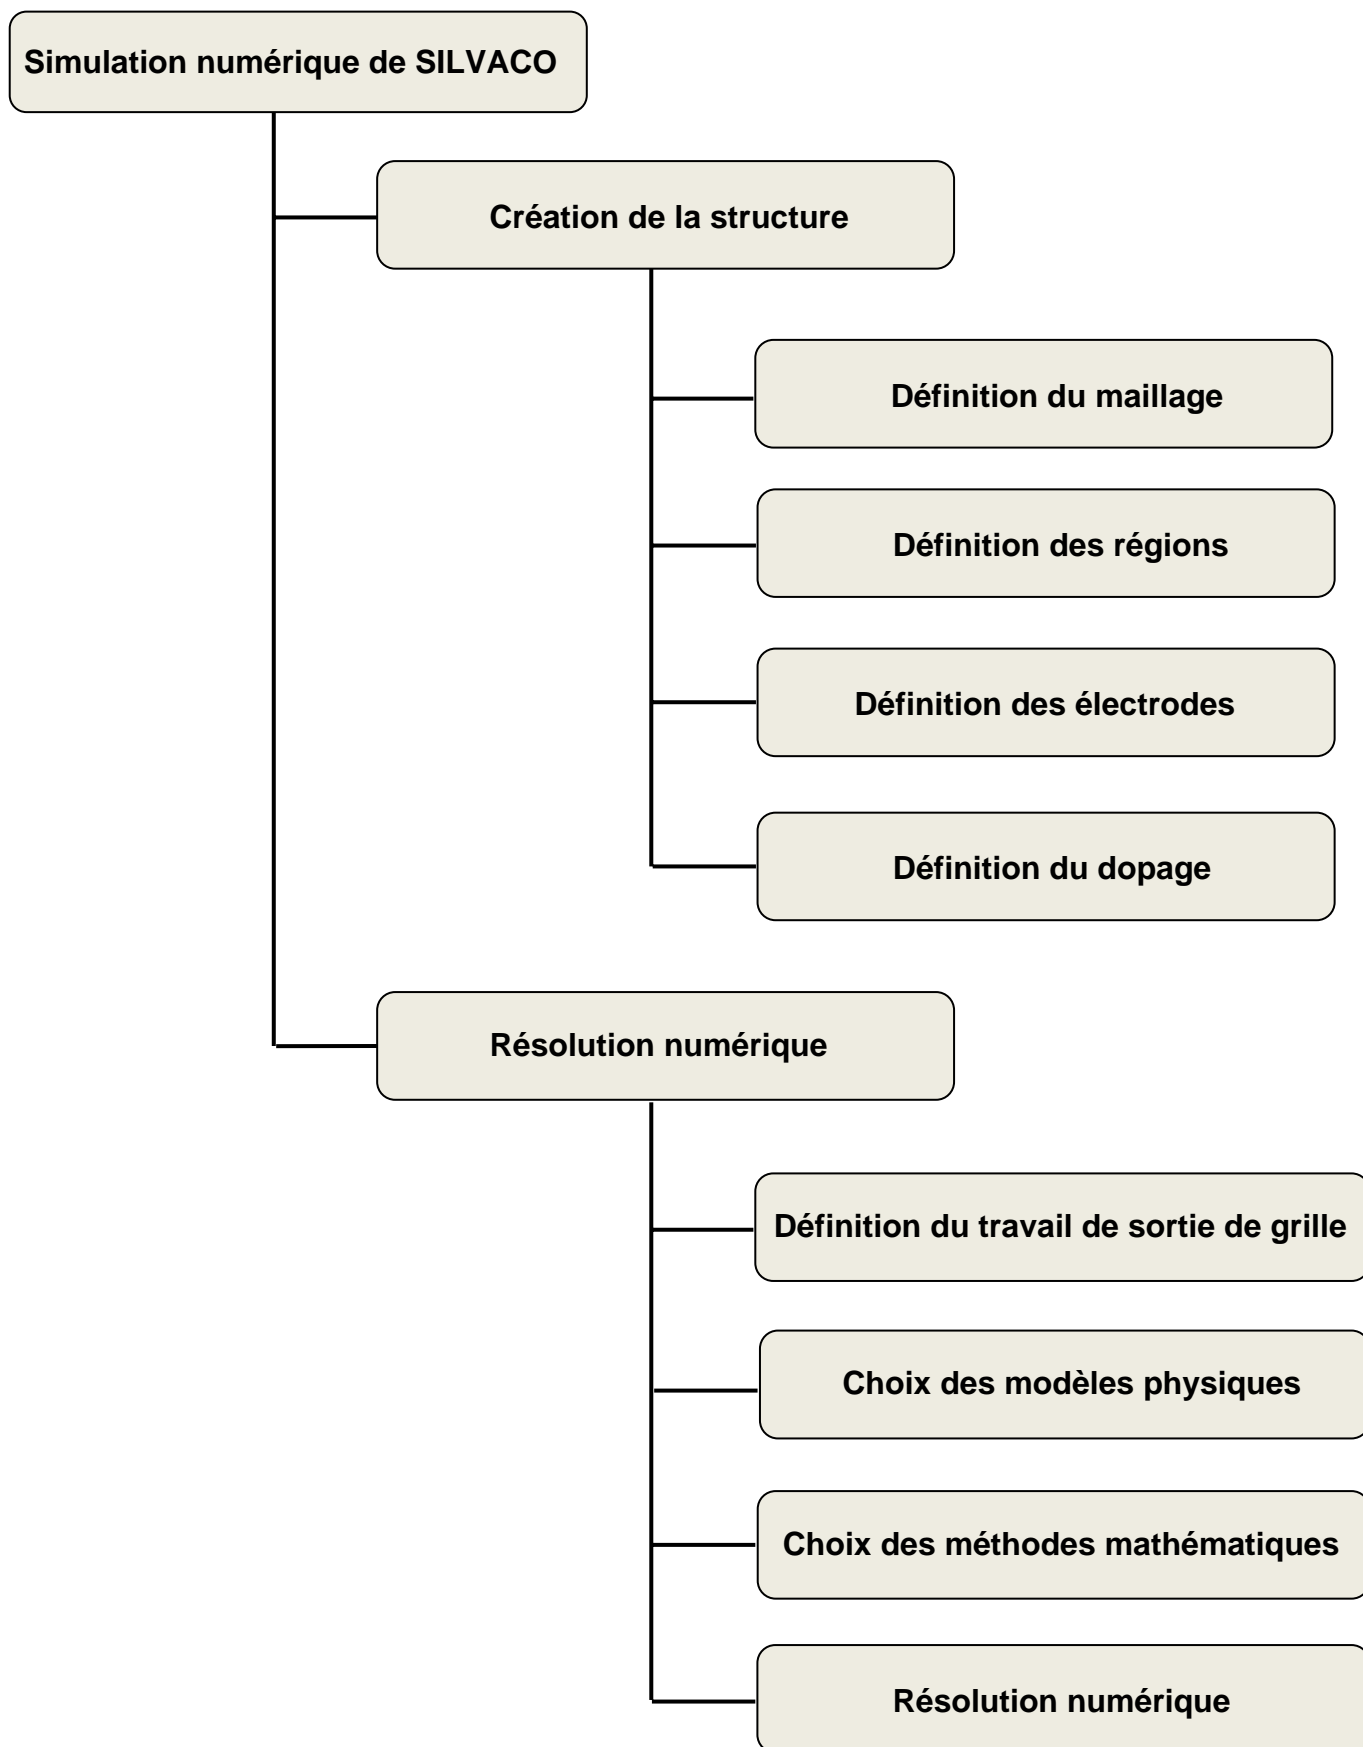 Simulation numérique de SILVACO
Création de la structure
Définition du maillage
Définition des régions
Définition des électrodes
Définition du dopage
Résolution numérique
Définition du travail de sortie de grille
Choix des modèles physiques
Choix des méthodes mathématiques
Résolution numérique